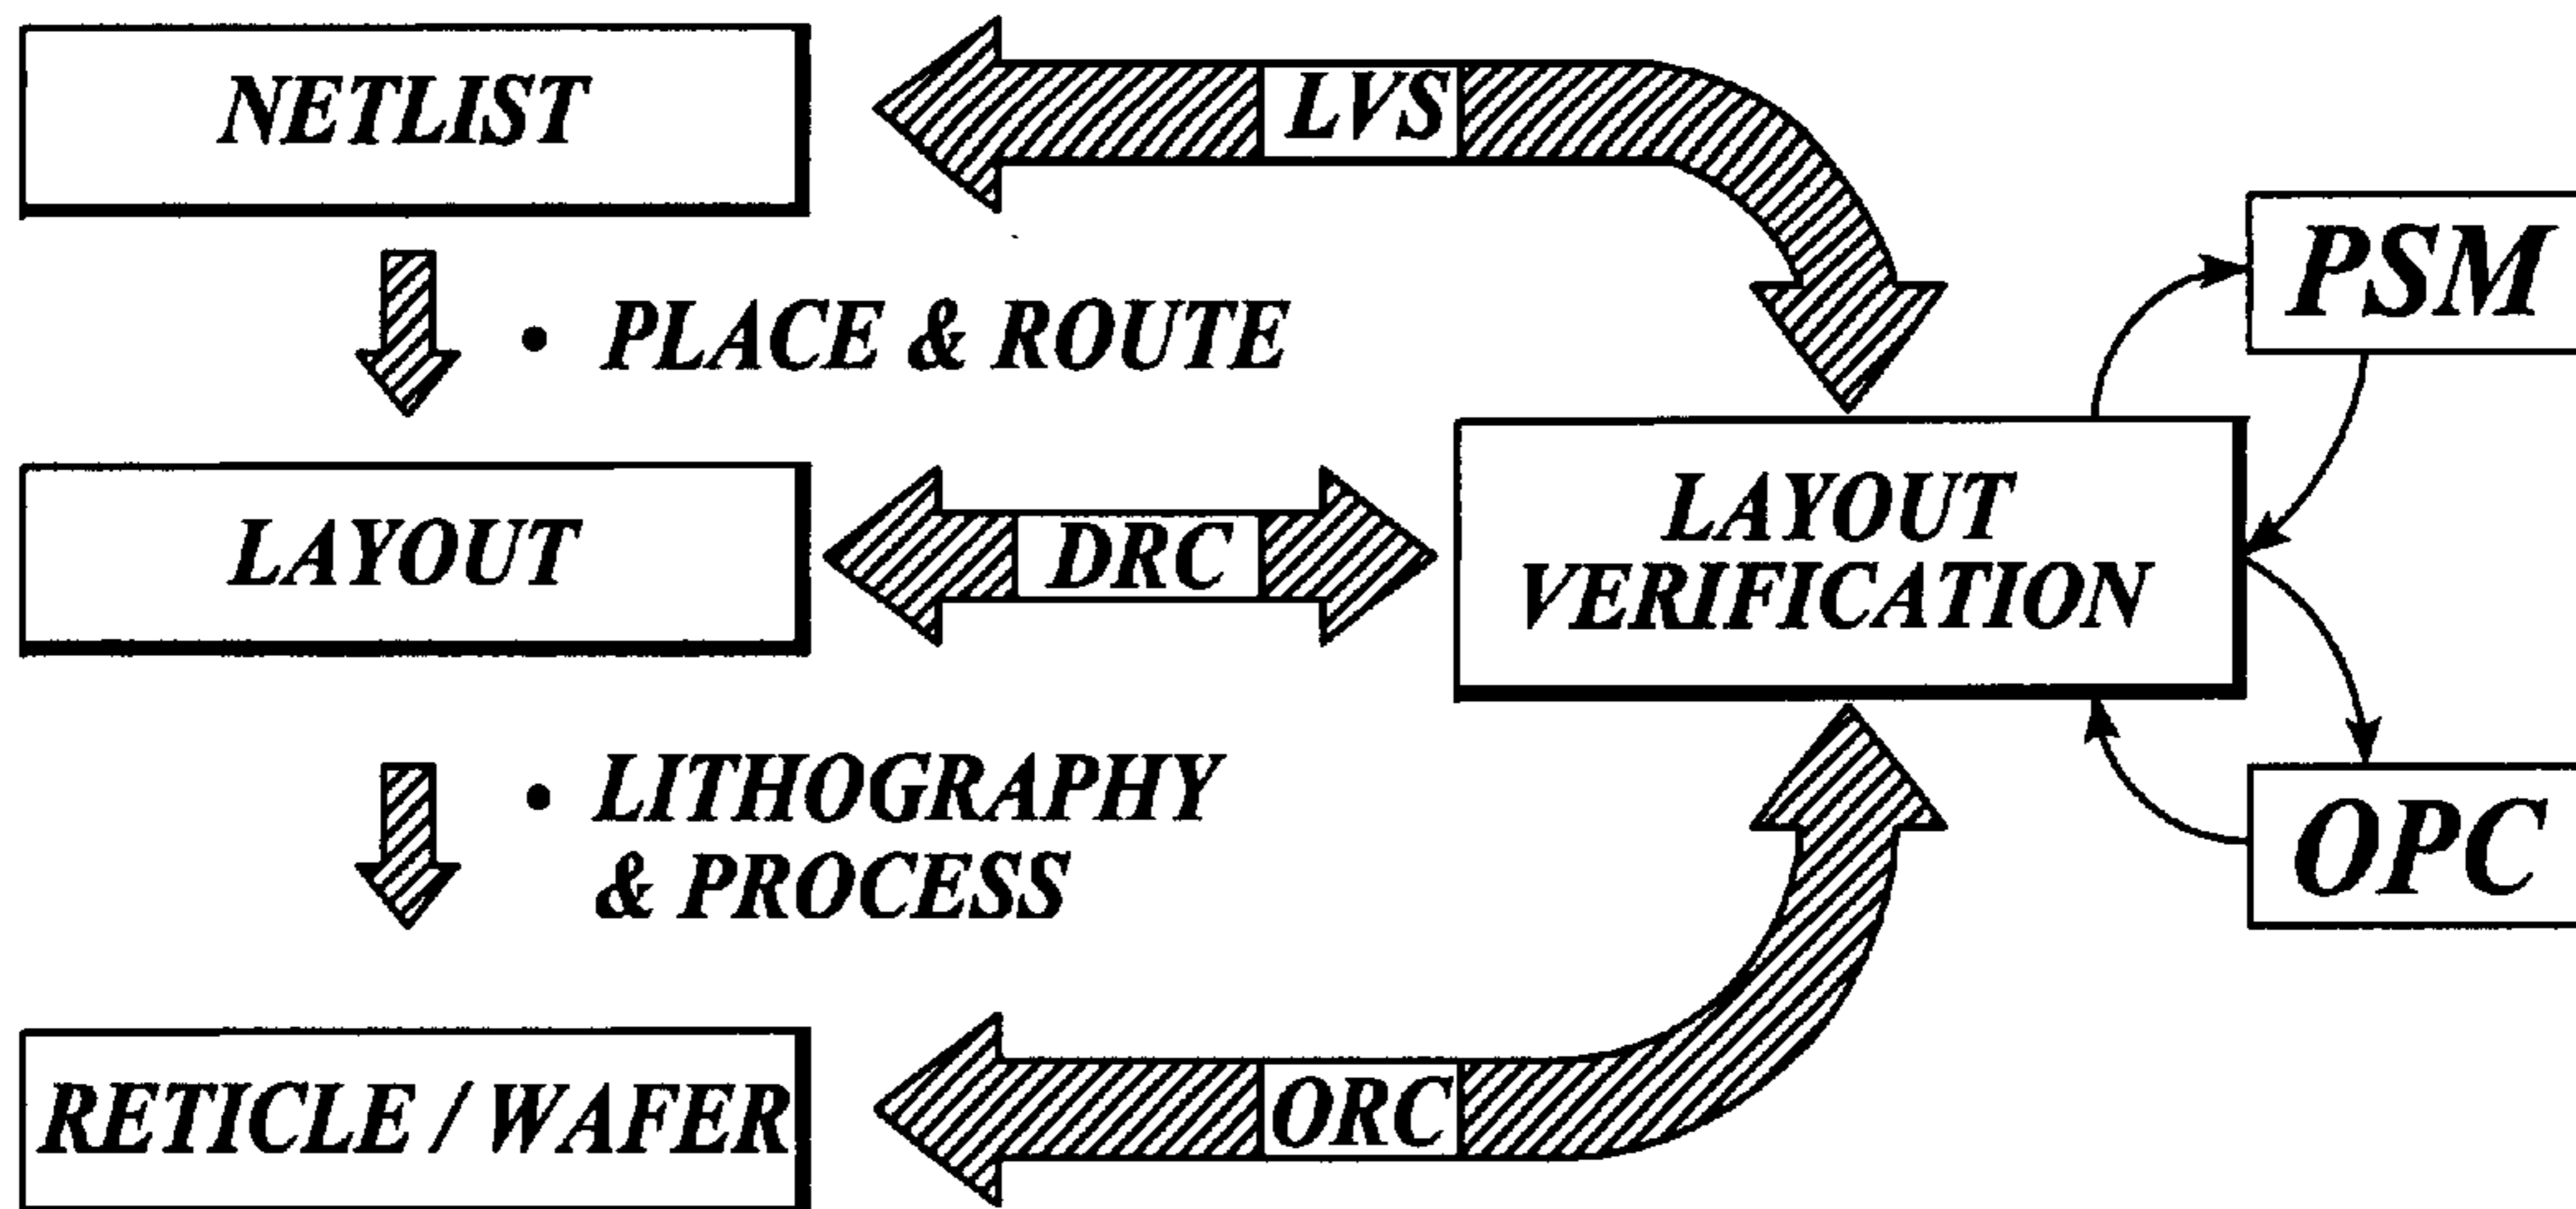 NETLIST
LVS
PSM
• PLACE & ROUTE
LAYOUT
DRC
LAYOUT
VERIFICATION
• LITHOGRAPHY
& PROCESS
OPC
RETICLE / WAFER
ORC